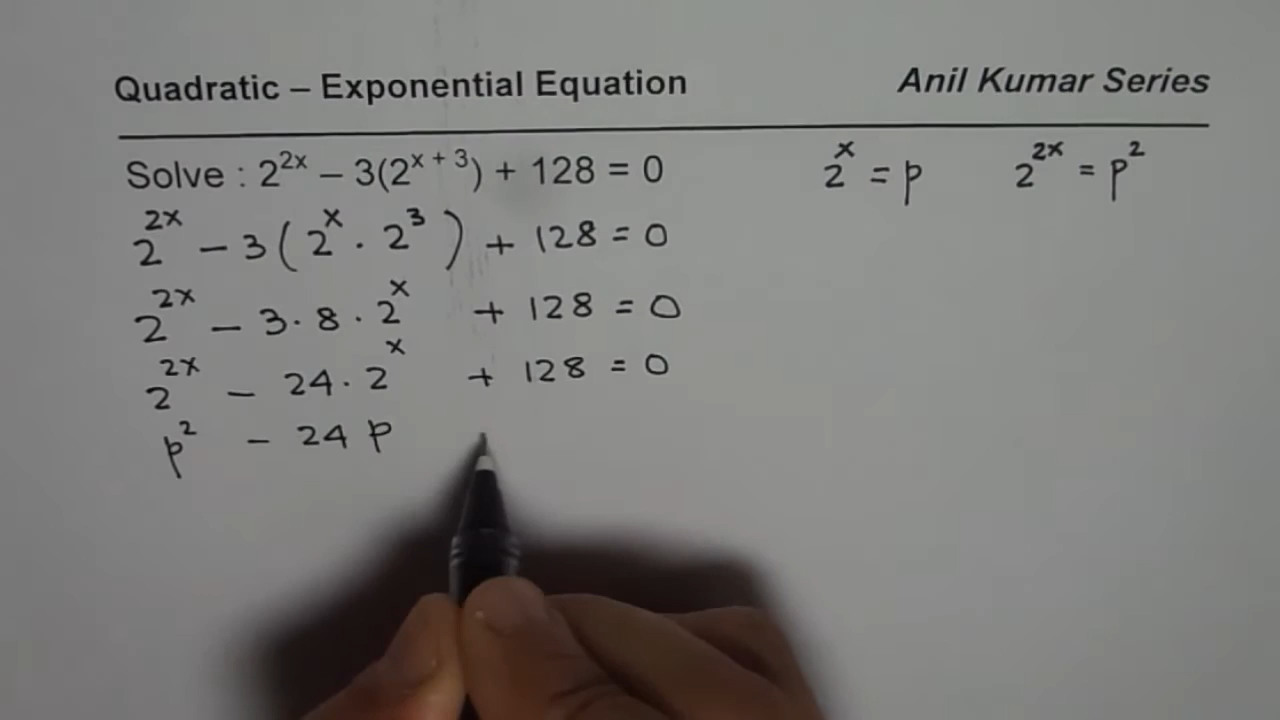 Quadratic – Exponential Equation Anil Kumar Series
Solve : 2^{2x} – 3(2^{x + 3}) + 128 = 0 2^x = p 2^{2x} = p^2
2^{2x} – 3 ( 2^x · 2^3 ) + 128 = 0
2^{2x} – 3 · 8 · 2^x + 128 = 0
2^{2x} – 24 · 2^x + 128 = 0
p^2 – 24 p